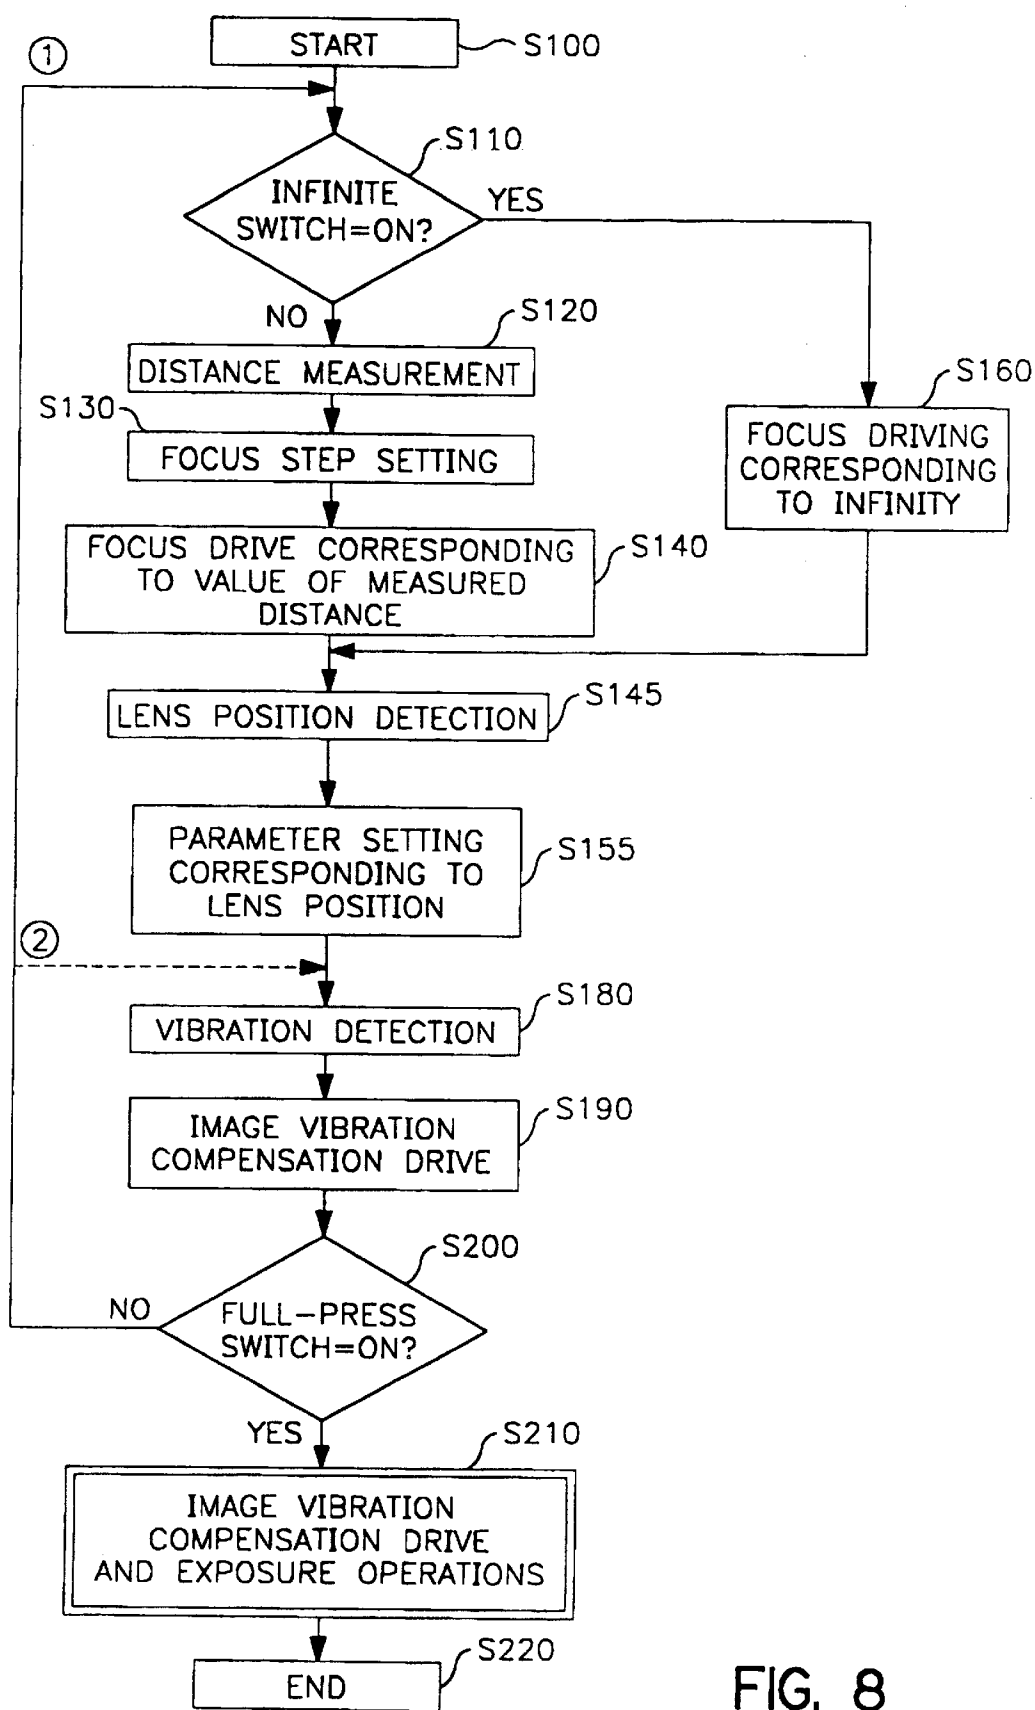 START
S100
①
S110
INFINITE
SWITCH=ON?
YES
NO
S120
DISTANCE MEASUREMENT
S130
FOCUS STEP SETTING
S160
FOCUS DRIVING
CORRESPONDING
TO INFINITY
FOCUS DRIVE CORRESPONDING
TO VALUE OF MEASURED
DISTANCE
S140
S145
LENS POSITION DETECTION
PARAMETER SETTING
CORRESPONDING TO
LENS POSITION
S155
②
S180
VIBRATION DETECTION
S190
IMAGE VIBRATION
COMPENSATION DRIVE
S200
NO
FULL-PRESS
SWITCH=ON?
YES
S210
IMAGE VIBRATION
COMPENSATION DRIVE
AND EXPOSURE OPERATIONS
S220
END
FIG. 8